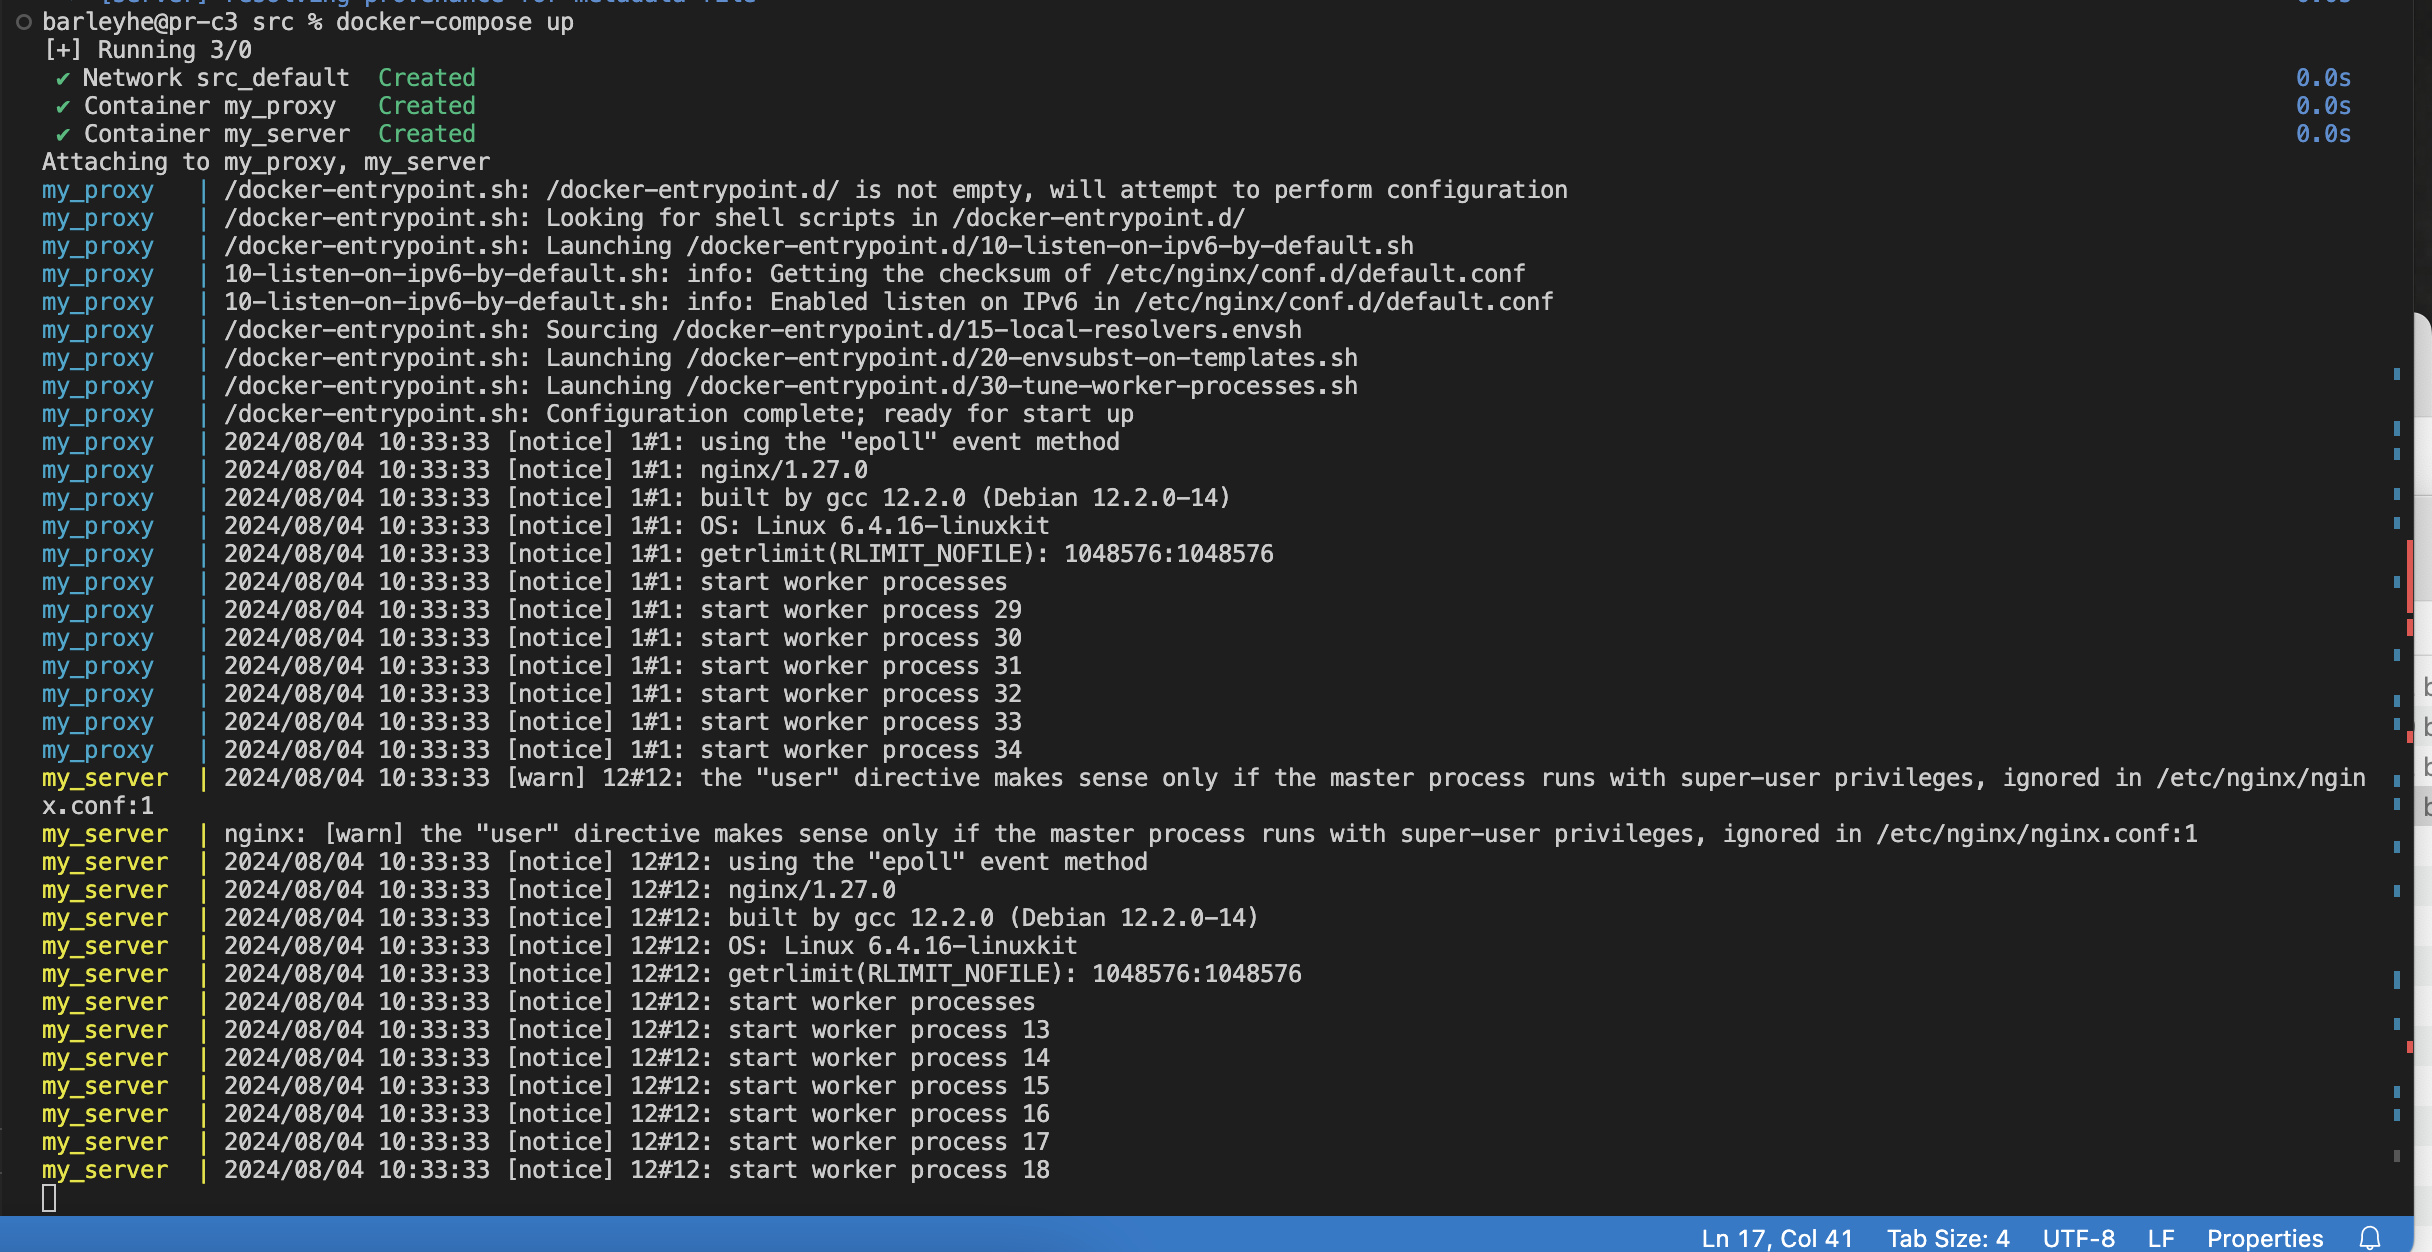 [server] resolving provenance for metadata file 0.0s
barleyhe@pr-c3 src % docker-compose up
[+] Running 3/0
✔ Network src_default Created 0.0s
✔ Container my_proxy Created 0.0s
✔ Container my_server Created 0.0s
Attaching to my_proxy, my_server
my_proxy | /docker-entrypoint.sh: /docker-entrypoint.d/ is not empty, will attempt to perform configuration
my_proxy | /docker-entrypoint.sh: Looking for shell scripts in /docker-entrypoint.d/
my_proxy | /docker-entrypoint.sh: Launching /docker-entrypoint.d/10-listen-on-ipv6-by-default.sh
my_proxy | 10-listen-on-ipv6-by-default.sh: info: Getting the checksum of /etc/nginx/conf.d/default.conf
my_proxy | 10-listen-on-ipv6-by-default.sh: info: Enabled listen on IPv6 in /etc/nginx/conf.d/default.conf
my_proxy | /docker-entrypoint.sh: Sourcing /docker-entrypoint.d/15-local-resolvers.envsh
my_proxy | /docker-entrypoint.sh: Launching /docker-entrypoint.d/20-envsubst-on-templates.sh
my_proxy | /docker-entrypoint.sh: Launching /docker-entrypoint.d/30-tune-worker-processes.sh
my_proxy | /docker-entrypoint.sh: Configuration complete; ready for start up
my_proxy | 2024/08/04 10:33:33 [notice] 1#1: using the "epoll" event method
my_proxy | 2024/08/04 10:33:33 [notice] 1#1: nginx/1.27.0
my_proxy | 2024/08/04 10:33:33 [notice] 1#1: built by gcc 12.2.0 (Debian 12.2.0-14)
my_proxy | 2024/08/04 10:33:33 [notice] 1#1: OS: Linux 6.4.16-linuxkit
my_proxy | 2024/08/04 10:33:33 [notice] 1#1: getrlimit(RLIMIT_NOFILE): 1048576:1048576
my_proxy | 2024/08/04 10:33:33 [notice] 1#1: start worker processes
my_proxy | 2024/08/04 10:33:33 [notice] 1#1: start worker process 29
my_proxy | 2024/08/04 10:33:33 [notice] 1#1: start worker process 30
my_proxy | 2024/08/04 10:33:33 [notice] 1#1: start worker process 31
my_proxy | 2024/08/04 10:33:33 [notice] 1#1: start worker process 32
my_proxy | 2024/08/04 10:33:33 [notice] 1#1: start worker process 33
my_proxy | 2024/08/04 10:33:33 [notice] 1#1: start worker process 34
my_server | 2024/08/04 10:33:33 [warn] 12#12: the "user" directive makes sense only if the master process runs with super-user privileges, ignored in /etc/nginx/ngin
x.conf:1
my_server | nginx: [warn] the "user" directive makes sense only if the master process runs with super-user privileges, ignored in /etc/nginx/nginx.conf:1
my_server | 2024/08/04 10:33:33 [notice] 12#12: using the "epoll" event method
my_server | 2024/08/04 10:33:33 [notice] 12#12: nginx/1.27.0
my_server | 2024/08/04 10:33:33 [notice] 12#12: built by gcc 12.2.0 (Debian 12.2.0-14)
my_server | 2024/08/04 10:33:33 [notice] 12#12: OS: Linux 6.4.16-linuxkit
my_server | 2024/08/04 10:33:33 [notice] 12#12: getrlimit(RLIMIT_NOFILE): 1048576:1048576
my_server | 2024/08/04 10:33:33 [notice] 12#12: start worker processes
my_server | 2024/08/04 10:33:33 [notice] 12#12: start worker process 13
my_server | 2024/08/04 10:33:33 [notice] 12#12: start worker process 14
my_server | 2024/08/04 10:33:33 [notice] 12#12: start worker process 15
my_server | 2024/08/04 10:33:33 [notice] 12#12: start worker process 16
my_server | 2024/08/04 10:33:33 [notice] 12#12: start worker process 17
my_server | 2024/08/04 10:33:33 [notice] 12#12: start worker process 18
Ln 17, Col 41 Tab Size: 4 UTF-8 LF Properties